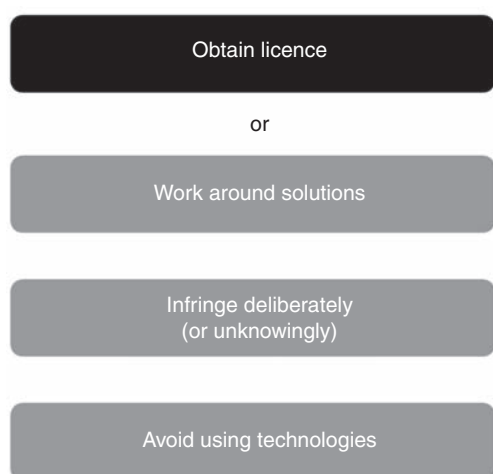 Obtain licence
or
Work around solutions
Infringe deliberately
(or unknowingly)
Avoid using technologies